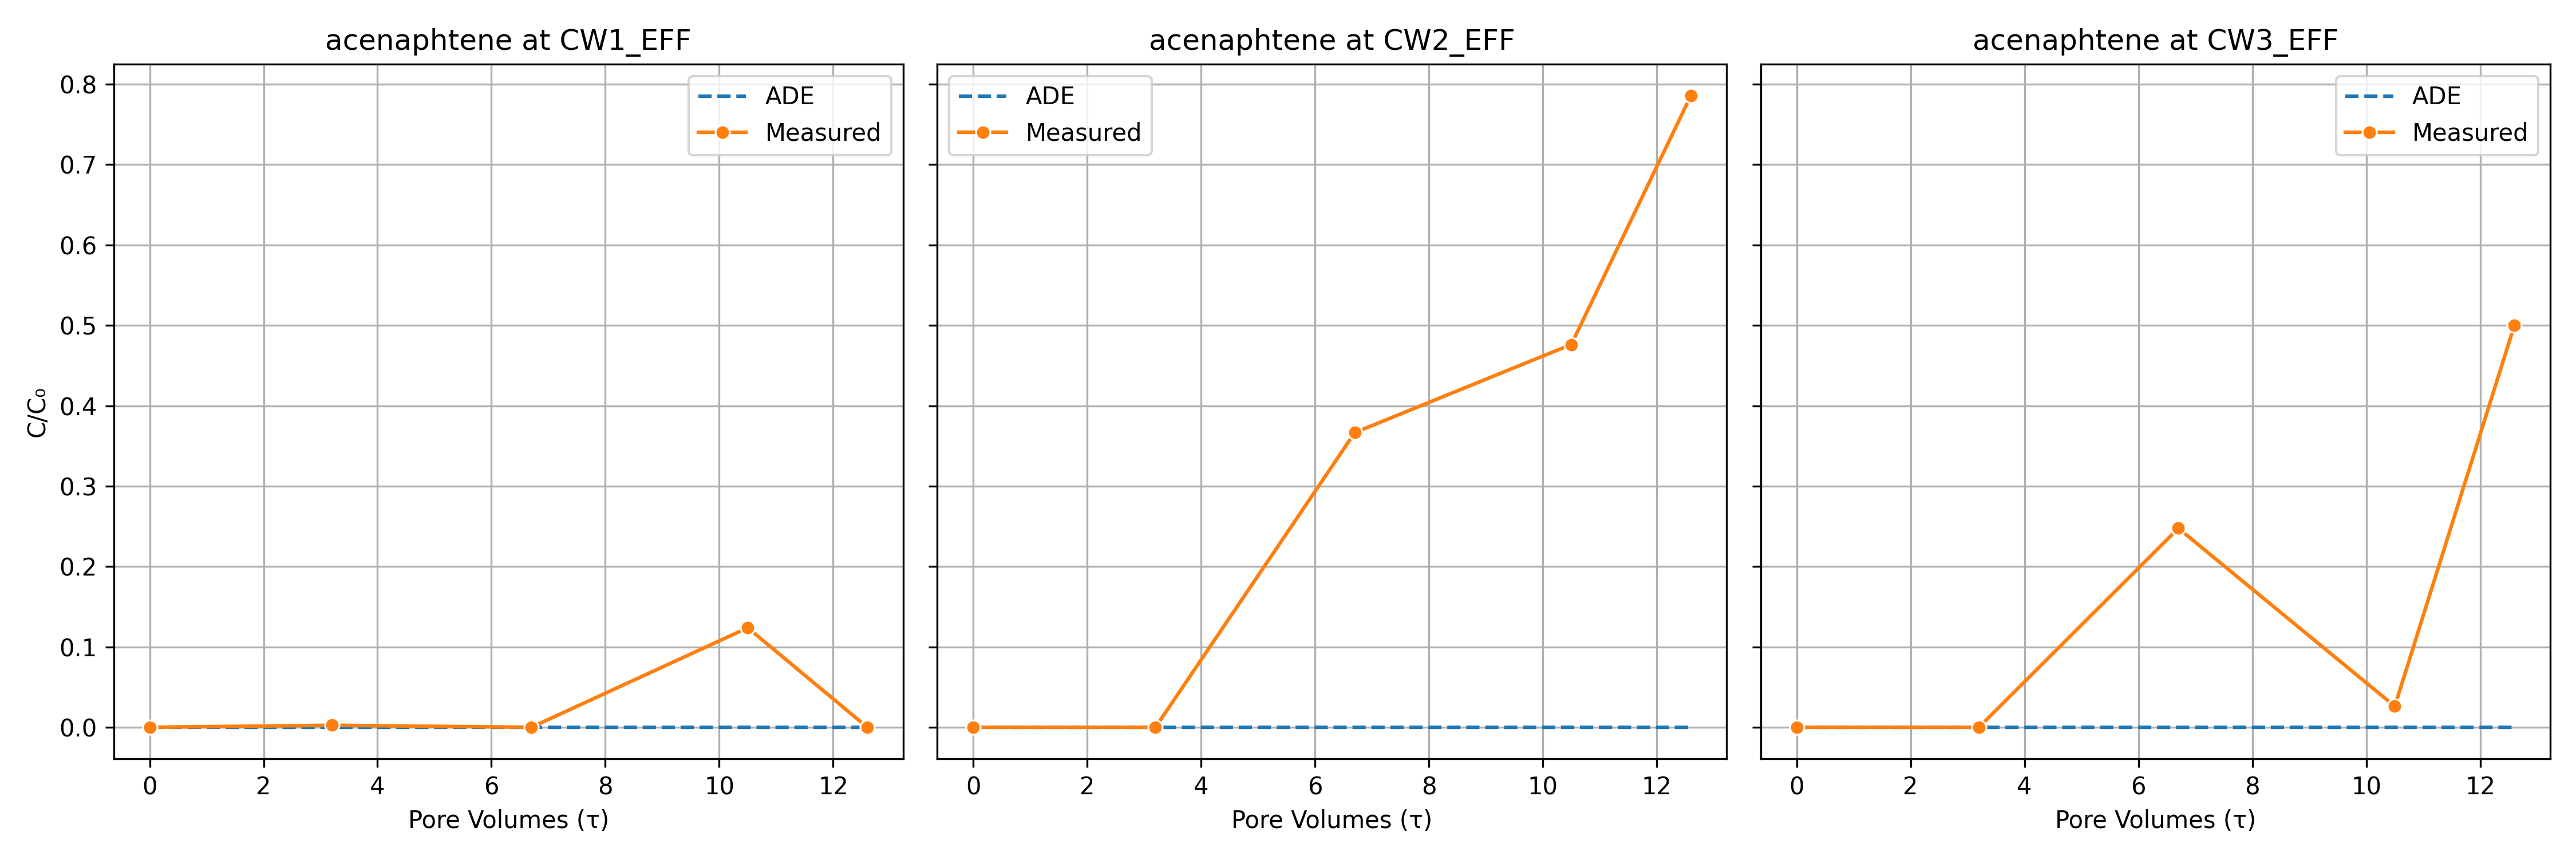 acenaphtene at CW1_EFF
acenaphtene at CW2_EFF
acenaphtene at CW3_EFF
ADE
Measured
ADE
Measured
ADE
Measured
C/C₀
0.8
0.7
0.6
0.5
0.4
0.3
0.2
0.1
0.0
0 2 4 6 8 10 12
0 2 4 6 8 10 12
0 2 4 6 8 10 12
Pore Volumes (τ)
Pore Volumes (τ)
Pore Volumes (τ)